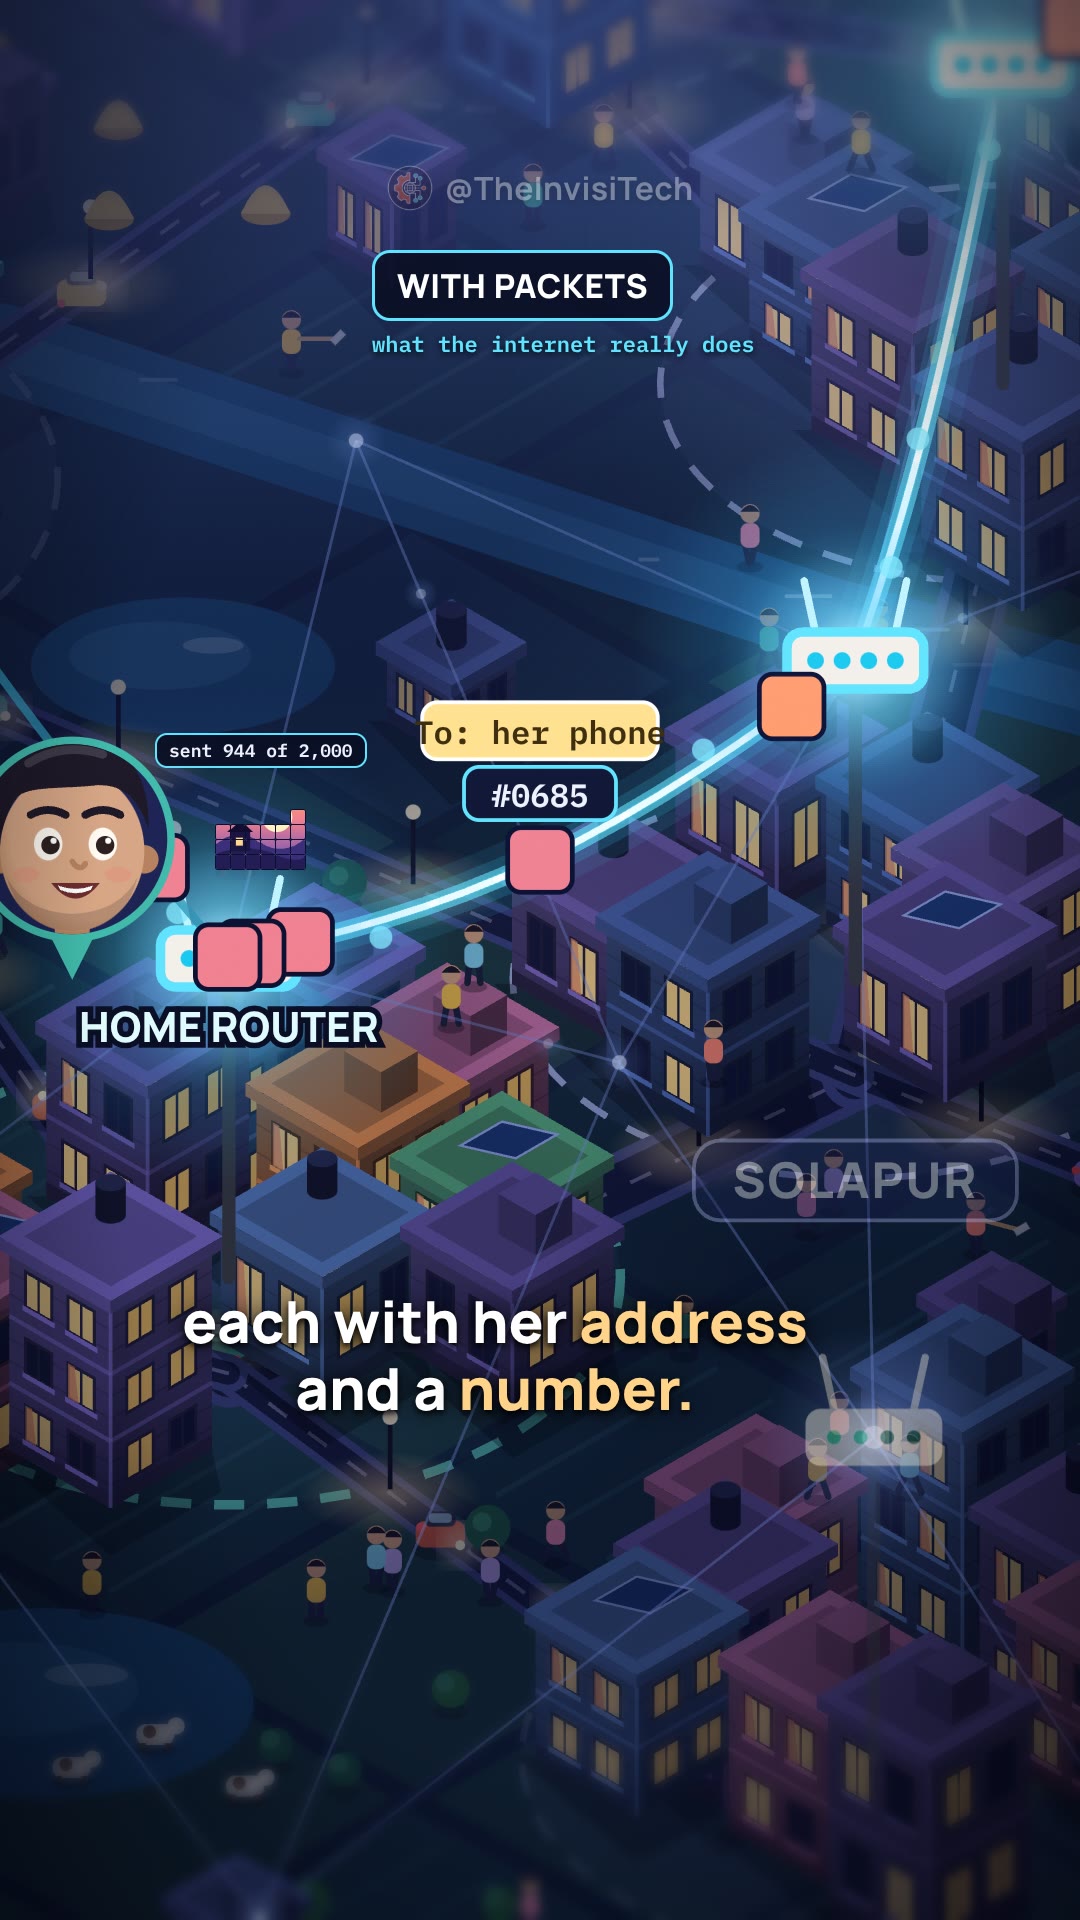 @TheInvisiTech
WITH PACKETS
what the internet really does
To: her phone
sent 944 of 2,000
#0685
HOME ROUTER
SOLAPUR
each with her address
and a number.